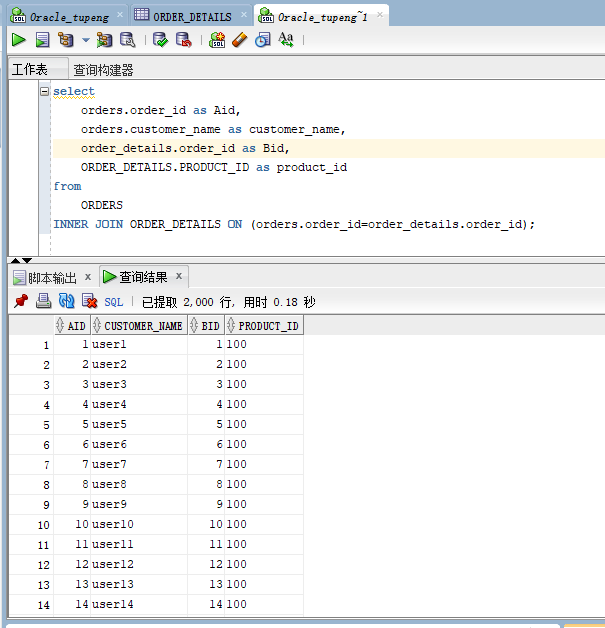 Oracle_tupeng ORDER_DETAILS Oracle_tupeng~1
工作表 查询构建器
select
orders.order_id as Aid,
orders.customer_name as customer_name,
order_details.order_id as Bid,
ORDER_DETAILS.PRODUCT_ID as product_id
from
ORDERS
INNER JOIN ORDER_DETAILS ON (orders.order_id=order_details.order_id);
脚本输出 查询结果
SQL 已提取 2,000 行, 用时 0.18 秒
AID CUSTOMER_NAME BID PRODUCT_ID
1 1 user1 1 100
2 2 user2 2 100
3 3 user3 3 100
4 4 user4 4 100
5 5 user5 5 100
6 6 user6 6 100
7 7 user7 7 100
8 8 user8 8 100
9 9 user9 9 100
10 10 user10 10 100
11 11 user11 11 100
12 12 user12 12 100
13 13 user13 13 100
14 14 user14 14 100